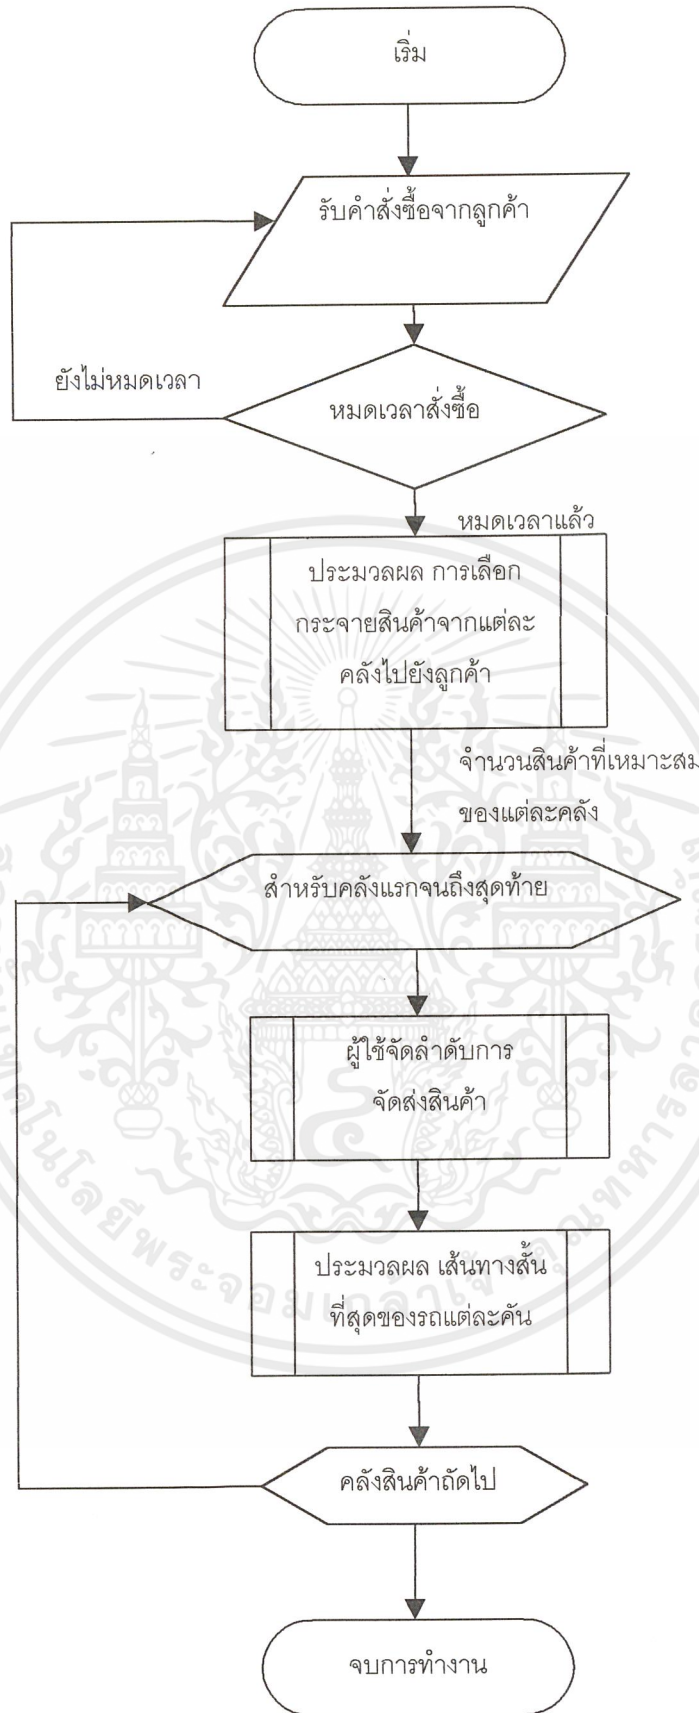 เริ่ม
รับคำสั่งซื้อจากลูกค้า
ยังไม่หมดเวลา
หมดเวลาสั่งซื้อ
หมดเวลาแล้ว
ประมวลผล การเลือก
กระจายสินค้าจากแต่ละ
คลังไปยังลูกค้า
จำนวนสินค้าที่เหมาะสม
ของแต่ละคลัง
สำหรับคลังแรกจนถึงสุดท้าย
ผู้ใช้จัดลำดับการ
จัดส่งสินค้า
ประมวลผล เส้นทางสั้น
ที่สุดของรถแต่ละคัน
คลังสินค้าถัดไป
จบการทำงาน